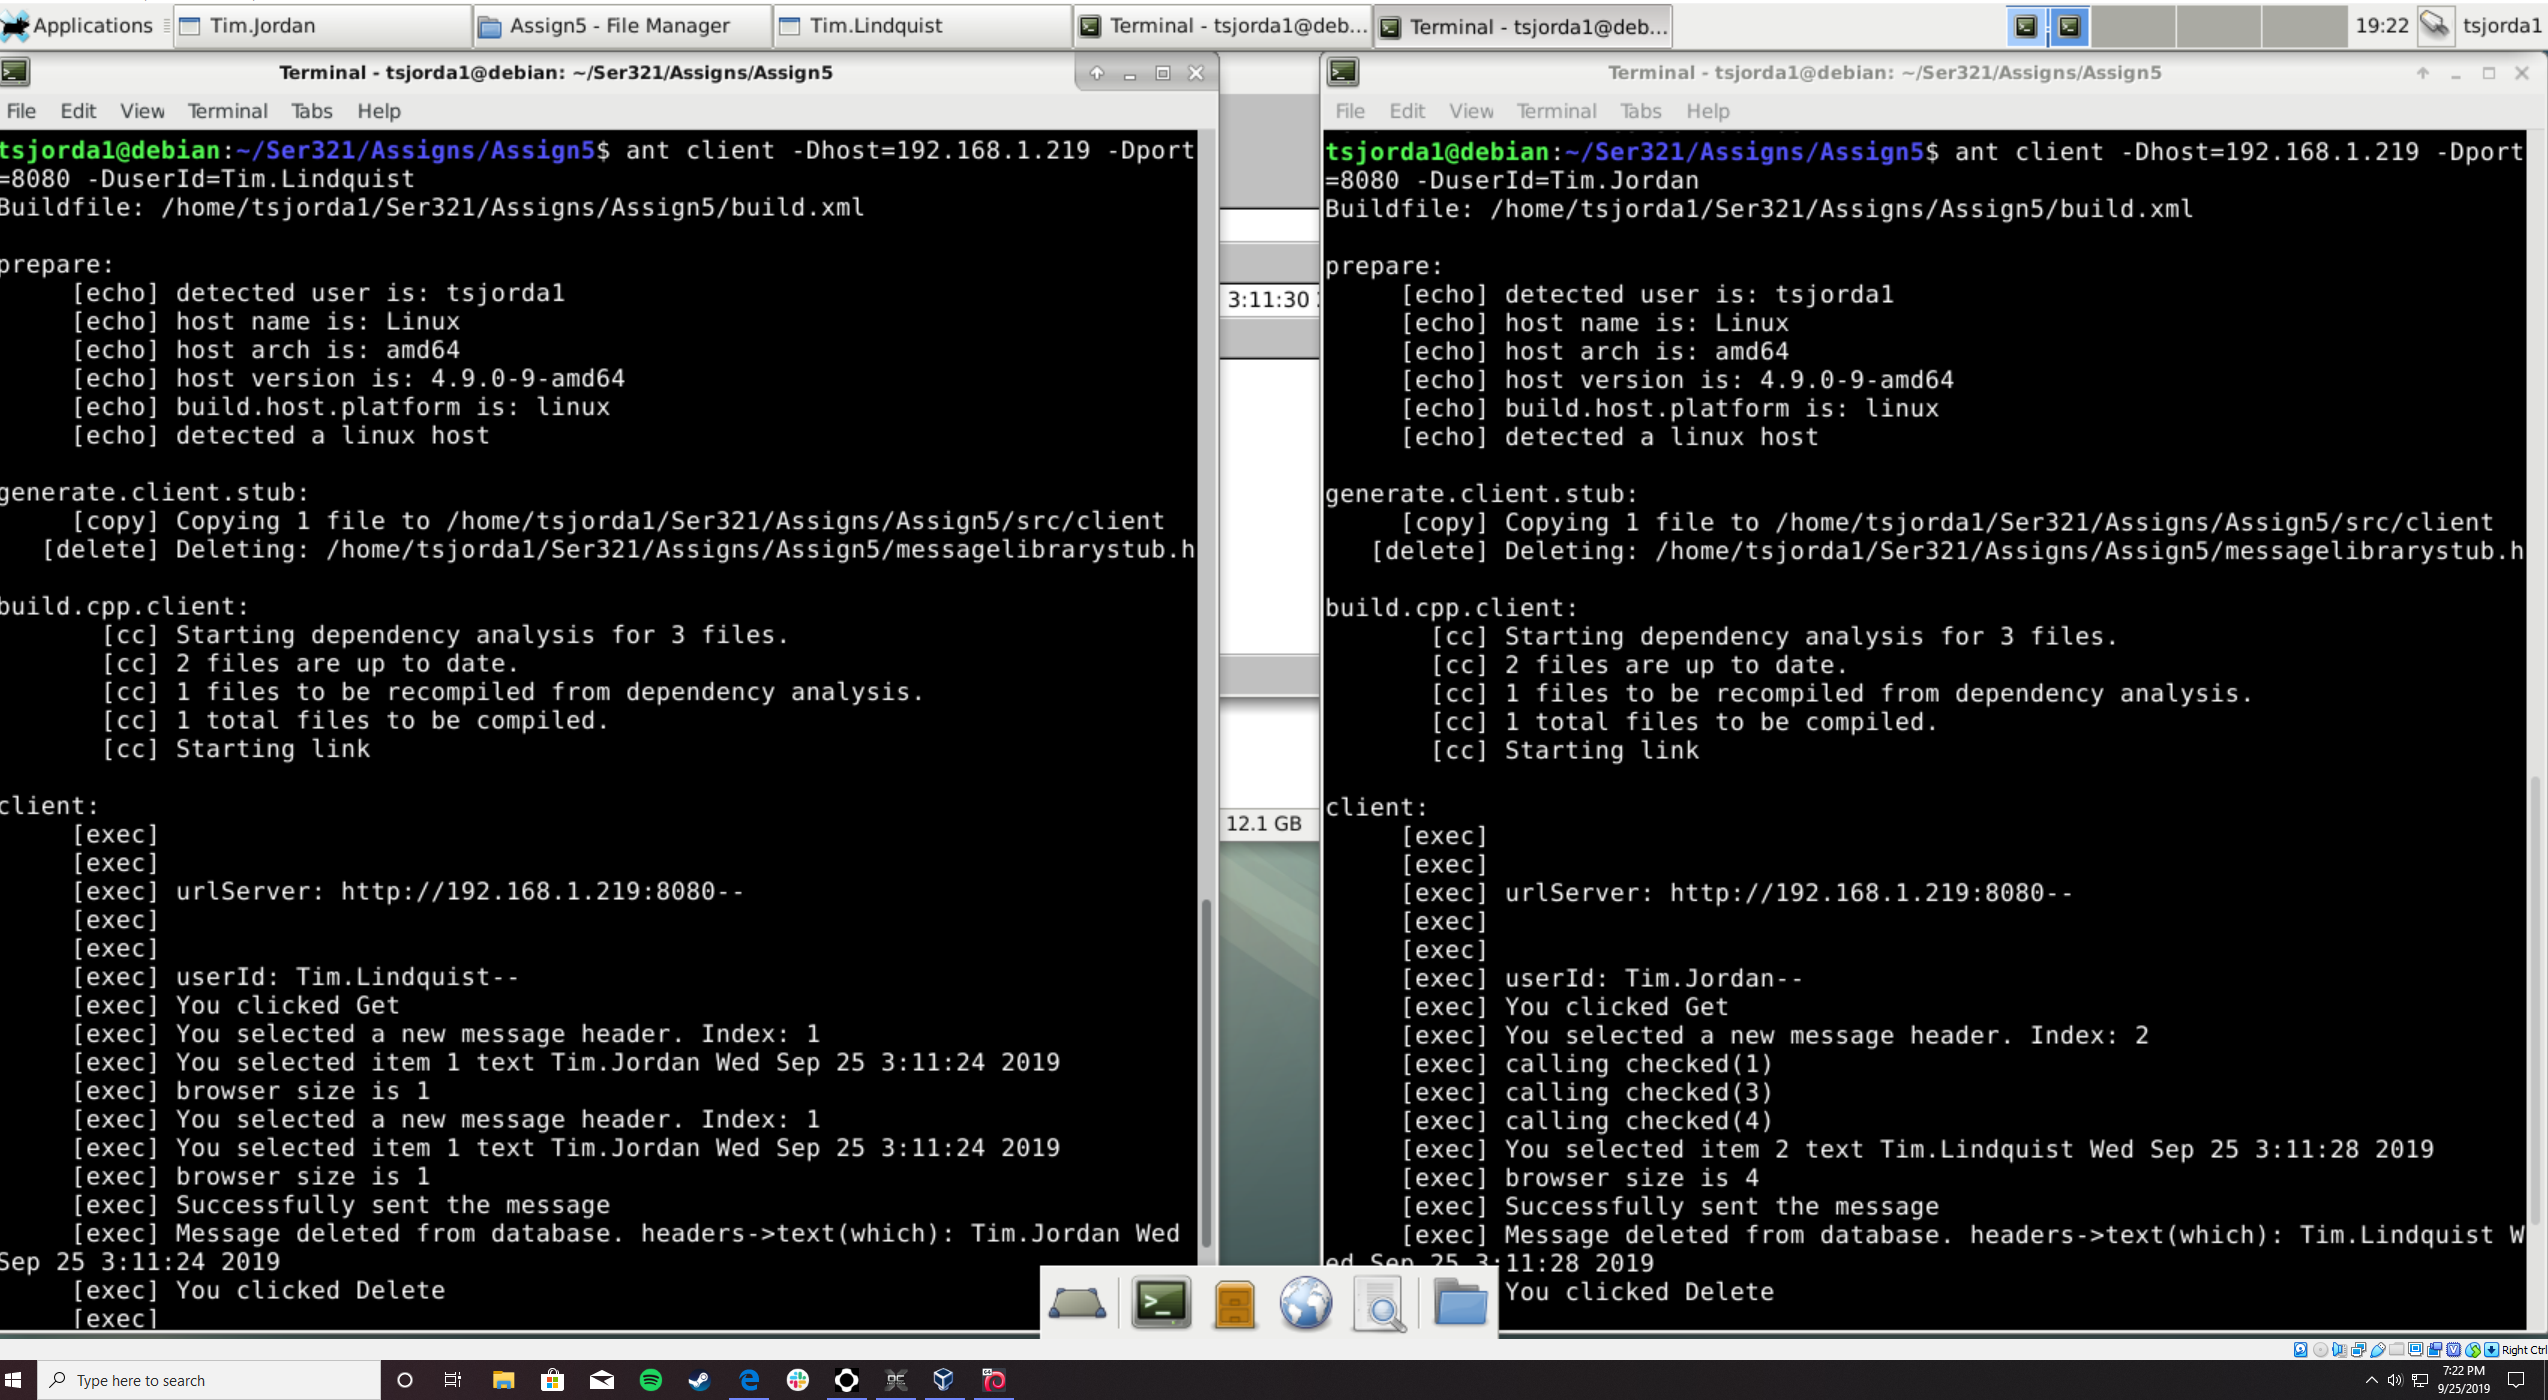 Applications
Tim.Jordan
Assign5 - File Manager
Tim.Lindquist
Terminal - tsjorda1@deb...
Terminal - tsjorda1@deb...
19:22
tsjorda1
Terminal - tsjorda1@debian: ~/Ser321/Assigns/Assign5
File Edit View Terminal Tabs Help
tsjorda1@debian:~/Ser321/Assigns/Assign5$ ant client -Dhost=192.168.1.219 -Dport
=8080 -DuserId=Tim.Lindquist
Buildfile: /home/tsjorda1/Ser321/Assigns/Assign5/build.xml
prepare:
[echo] detected user is: tsjorda1
[echo] host name is: Linux
[echo] host arch is: amd64
[echo] host version is: 4.9.0-9-amd64
[echo] build.host.platform is: linux
[echo] detected a linux host
generate.client.stub:
[copy] Copying 1 file to /home/tsjorda1/Ser321/Assigns/Assign5/src/client
[delete] Deleting: /home/tsjorda1/Ser321/Assigns/Assign5/messagelibrarystub.h
build.cpp.client:
[cc] Starting dependency analysis for 3 files.
[cc] 2 files are up to date.
[cc] 1 files to be recompiled from dependency analysis.
[cc] 1 total files to be compiled.
[cc] Starting link
client:
[exec]
[exec]
[exec] urlServer: http://192.168.1.219:8080--
[exec]
[exec]
[exec] userId: Tim.Lindquist--
[exec] You clicked Get
[exec] You selected a new message header. Index: 1
[exec] You selected item 1 text Tim.Jordan Wed Sep 25 3:11:24 2019
[exec] browser size is 1
[exec] You selected a new message header. Index: 1
[exec] You selected item 1 text Tim.Jordan Wed Sep 25 3:11:24 2019
[exec] browser size is 1
[exec] Successfully sent the message
[exec] Message deleted from database. headers->text(which): Tim.Jordan Wed
Sep 25 3:11:24 2019
[exec] You clicked Delete
[exec]
3:11:30
12.1 GB
Terminal - tsjorda1@debian: ~/Ser321/Assigns/Assign5
File Edit View Terminal Tabs Help
tsjorda1@debian:~/Ser321/Assigns/Assign5$ ant client -Dhost=192.168.1.219 -Dport
=8080 -DuserId=Tim.Jordan
Buildfile: /home/tsjorda1/Ser321/Assigns/Assign5/build.xml
prepare:
[echo] detected user is: tsjorda1
[echo] host name is: Linux
[echo] host arch is: amd64
[echo] host version is: 4.9.0-9-amd64
[echo] build.host.platform is: linux
[echo] detected a linux host
generate.client.stub:
[copy] Copying 1 file to /home/tsjorda1/Ser321/Assigns/Assign5/src/client
[delete] Deleting: /home/tsjorda1/Ser321/Assigns/Assign5/messagelibrarystub.h
build.cpp.client:
[cc] Starting dependency analysis for 3 files.
[cc] 2 files are up to date.
[cc] 1 files to be recompiled from dependency analysis.
[cc] 1 total files to be compiled.
[cc] Starting link
client:
[exec]
[exec]
[exec] urlServer: http://192.168.1.219:8080--
[exec]
[exec]
[exec] userId: Tim.Jordan--
[exec] You clicked Get
[exec] You selected a new message header. Index: 2
[exec] calling checked(1)
[exec] calling checked(3)
[exec] calling checked(4)
[exec] You selected item 2 text Tim.Lindquist Wed Sep 25 3:11:28 2019
[exec] browser size is 4
[exec] Successfully sent the message
[exec] Message deleted from database. headers->text(which): Tim.Lindquist W
ed Sep 25 3:11:28 2019
You clicked Delete
Right Ctrl
Type here to search
7:22 PM
9/25/2019